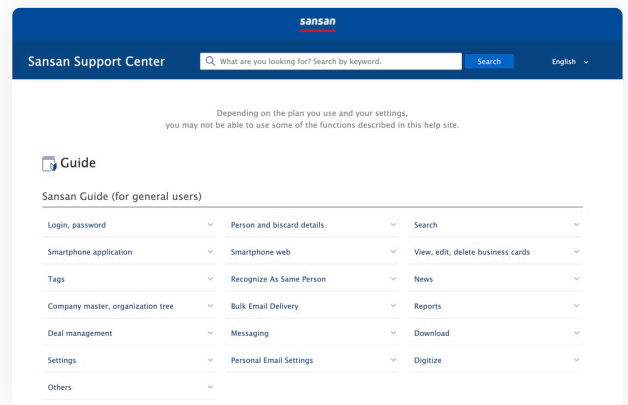 sansan
Sansan Support Center
What are you looking for? Search by keyword.
Search
English
Depending on the plan you use and your settings,
you may not be able to use some of the functions described in this help site.
Guide
Sansan Guide (for general users)
Login, password
Person and biscard details
Search
Smartphone application
Smartphone web
View, edit, delete business cards
Tags
Recognize As Same Person
News
Company master, organization tree
Bulk Email Delivery
Reports
Deal management
Messaging
Download
Settings
Personal Email Settings
Digitize
Others